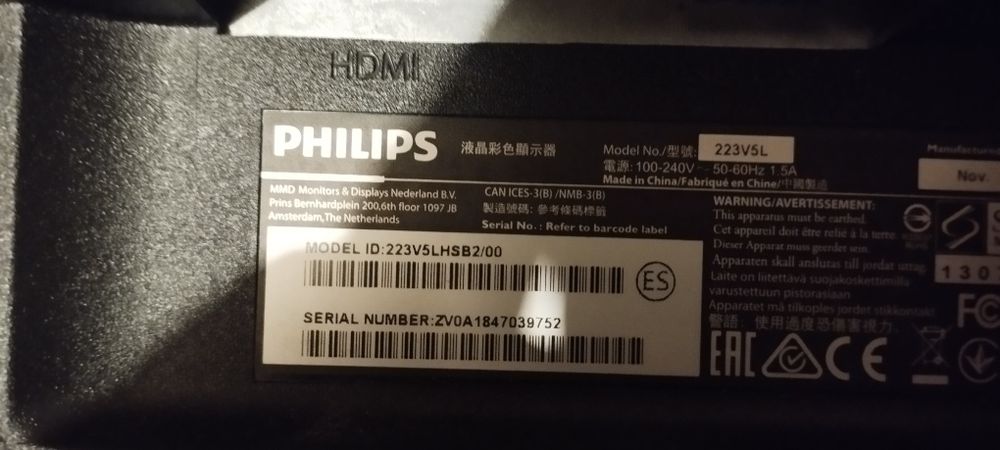 HDMI
PHILIPS 液晶彩色顯示器
Model No./型號: 223V5L
電源: 100-240V~ 50-60Hz 1.5A
Made in China/Fabriqué en Chine/中國製造
Nov.
MMD Monitors & Displays Nederland B.V.
Prins Bernhardplein 200,6th floor 1097 JB
Amsterdam,The Netherlands
CAN ICES-3(B) /NMB-3(B)
製造號碼: 參考條碼標籤
Serial No.: Refer to barcode label
MODEL ID:223V5LHSB2/00
ES
SERIAL NUMBER:ZV0A1847039752
WARNING/AVERTISSEMENT:
This apparatus must be earthed.
Cet appareil doit être relié à la terre.
Dieser Apparat muss geerdet sein.
Apparaten skall anslutas till jordat uttag.
Laite on liitettävä suojakoskettimilla
varustettuun pistorasiaan
Apparatet må tilkoples jordet stikkontakt
警語: 使用過度恐傷害視力.
EAC
CE
RoHS
FC